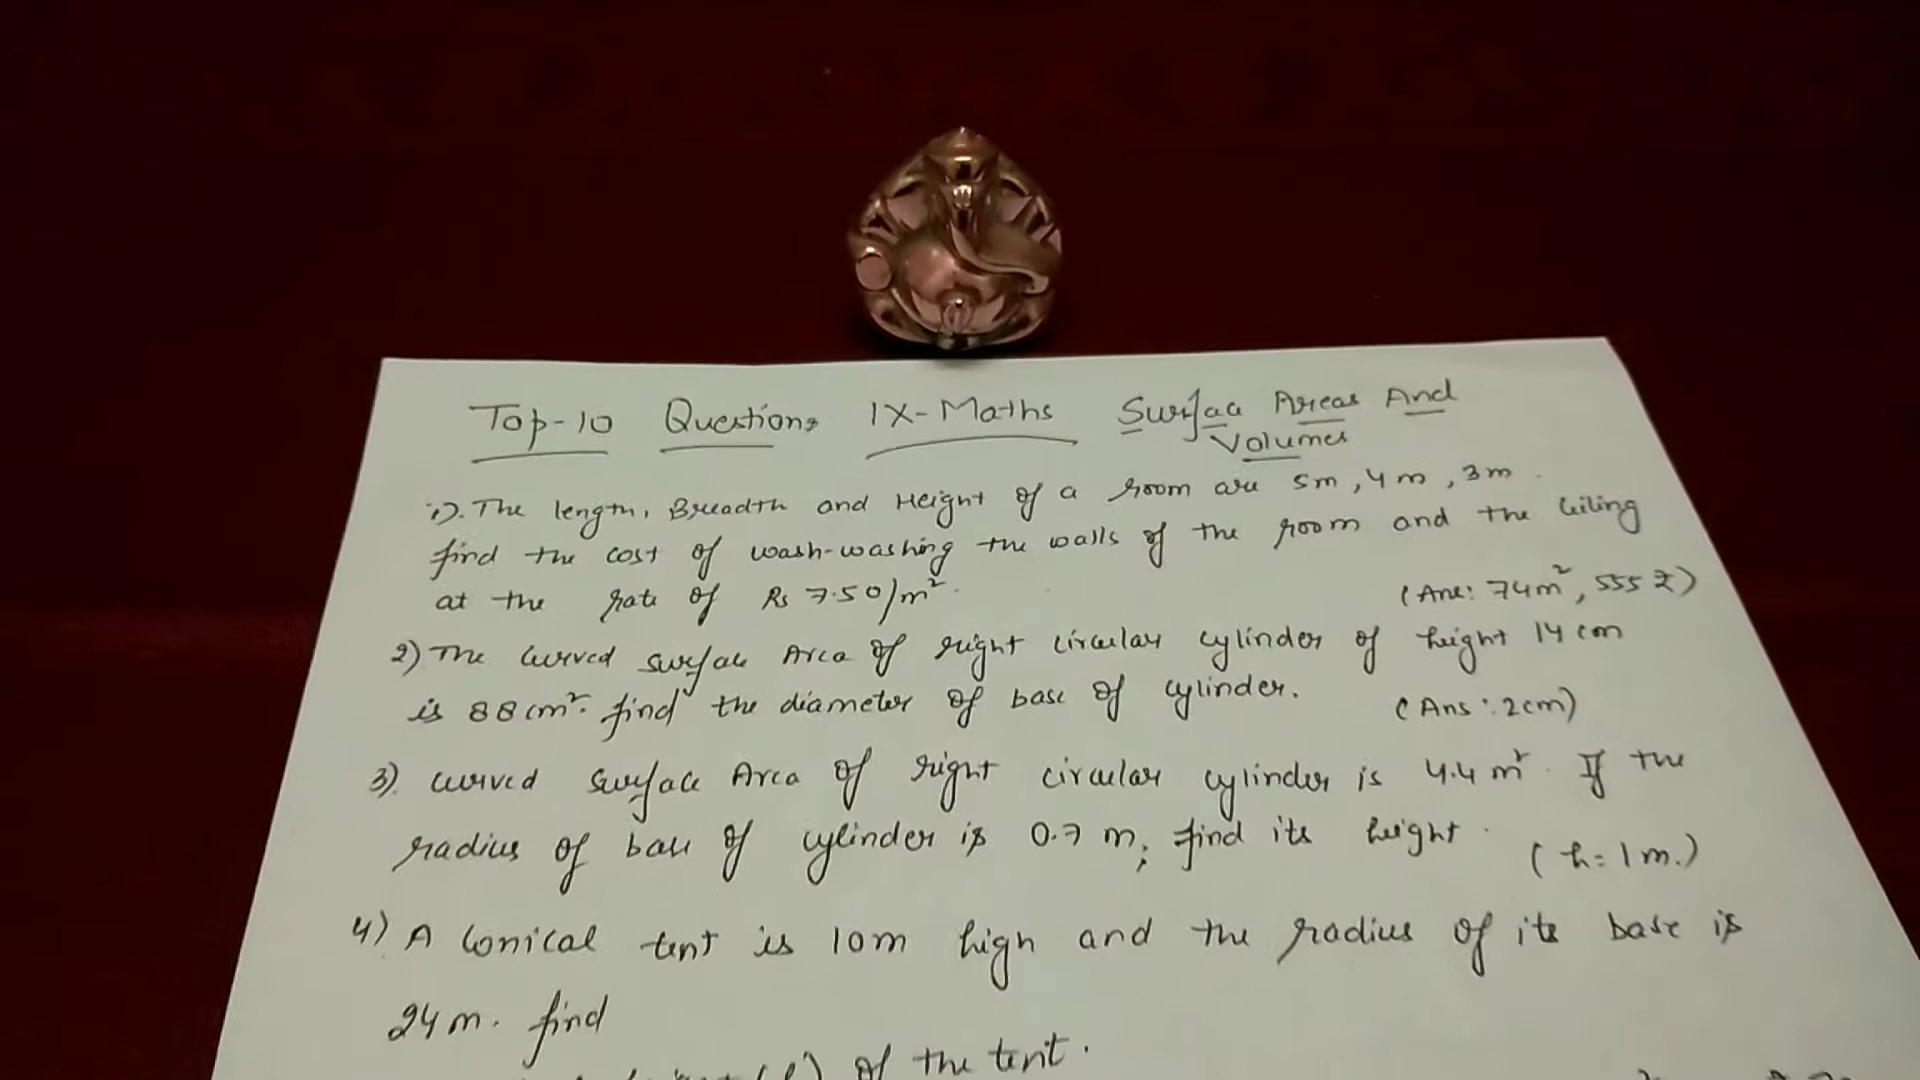 Top-10 Questions IX-Maths Surface Areas And
Volumes
1). The length, Breadth and Height of a room are 5m, 4m, 3m.
find the cost of wash-washing the walls of the room and the ceiling
at the rate of Rs 7.50/m². (Ans: 74m², 555 ₹)
2) The curved surface Area of right circular cylinder of height 14 cm
is 88cm². find the diameter of base of cylinder. (Ans: 2cm)
3). curved surface Area of right circular cylinder is 4.4 m². If the
radius of base of cylinder is 0.7 m; find its height. (h=1m.)
4) A conical tent is 10m high and the radius of its base is
24m. find
of the tent.